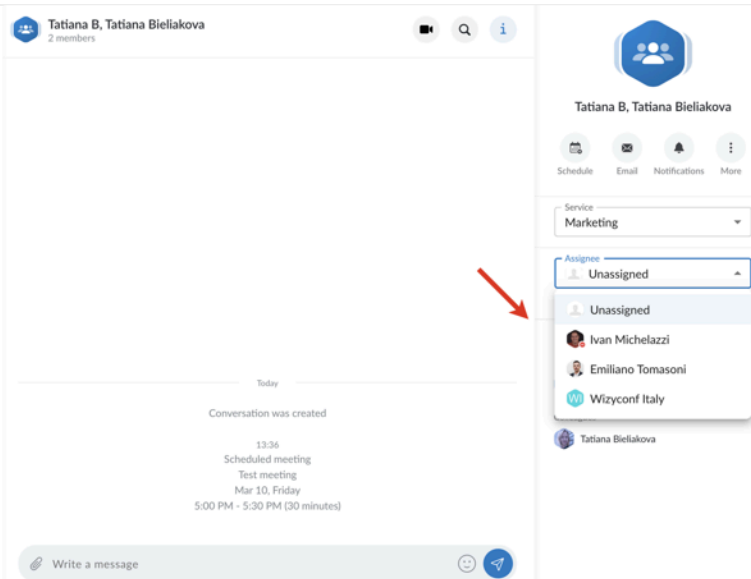 Tatiana B, Tatiana Bieliakova
2 members
Today
Conversation was created
13:36
Scheduled meeting
Test meeting
Mar 10, Friday
5:00 PM - 5:30 PM (30 minutes)
Write a message
Tatiana B, Tatiana Bieliakova
Schedule Email Notifications More
Service
Marketing
Assignee
Unassigned
Unassigned
Ivan Michelazzi
Emiliano Tomasoni
WI Wizyconf Italy
Tatiana Bieliakova